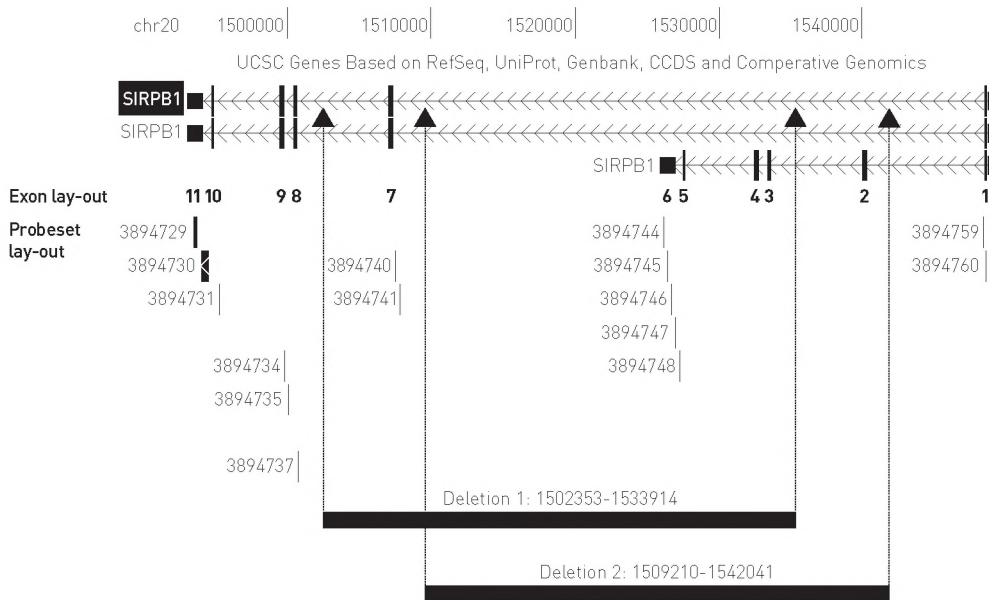 chr20 1500000 1510000 1520000 1530000 1540000
UCSC Genes Based on RefSeq, UniProt, Genbank, CCDS and Comperative Genomics
SIRPB1
SIRPB1
SIRPB1
Exon lay-out 11 10 9 8 7 6 5 4 3 2 1
Probeset lay-out
3894729 3894744 3894759
3894730 3894740 3894745 3894760
3894731 3894741 3894746
3894747
3894734 3894748
3894735
3894737
Deletion 1: 1502353-1533914
Deletion 2: 1509210-1542041